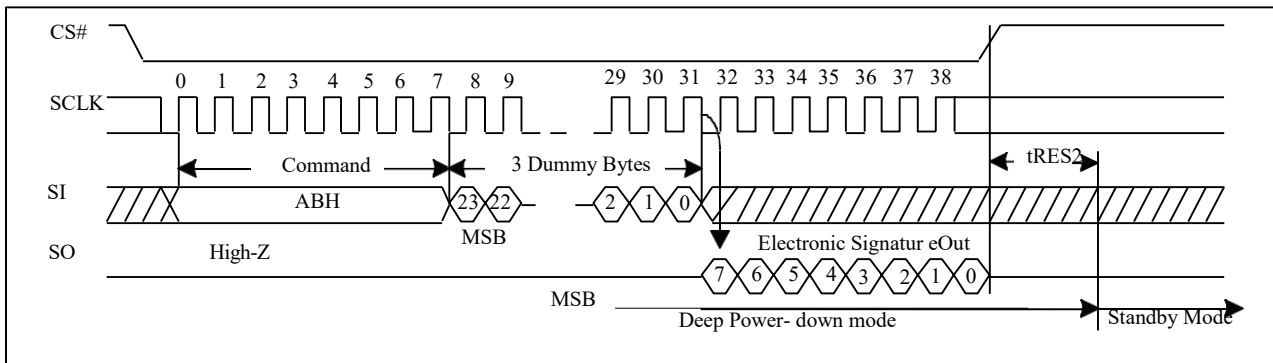 CS#
0 1 2 3 4 5 6 7 8 9 29 30 31 32 33 34 35 36 37 38
SCLK
Command 3 Dummy Bytes tRES2
SI ABH 23 22 2 1 0
MSB
SO High-Z Electronic Signatur eOut
7 6 5 4 3 2 1 0
MSB
Deep Power- down mode Standby Mode